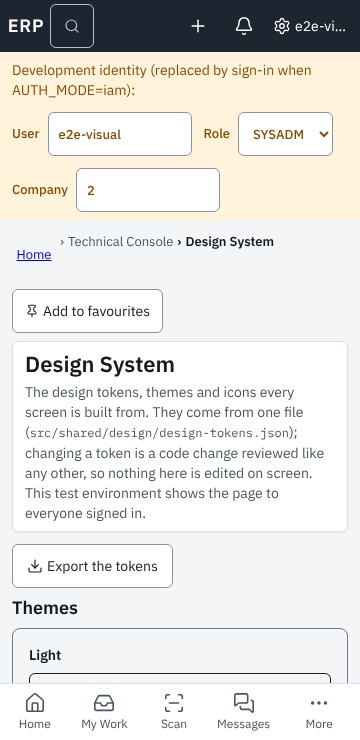 ERP e2e-vi...
Development identity (replaced by sign-in when
AUTH_MODE=iam):
User e2e-visual Role SYSADM
Company 2
Home › Technical Console › Design System
Add to favourites
Design System
The design tokens, themes and icons every
screen is built from. They come from one file
(src/shared/design/design-tokens.json);
changing a token is a code change reviewed like
any other, so nothing here is edited on screen.
This test environment shows the page to
everyone signed in.
Export the tokens
Themes
Light
Home My Work Scan Messages More